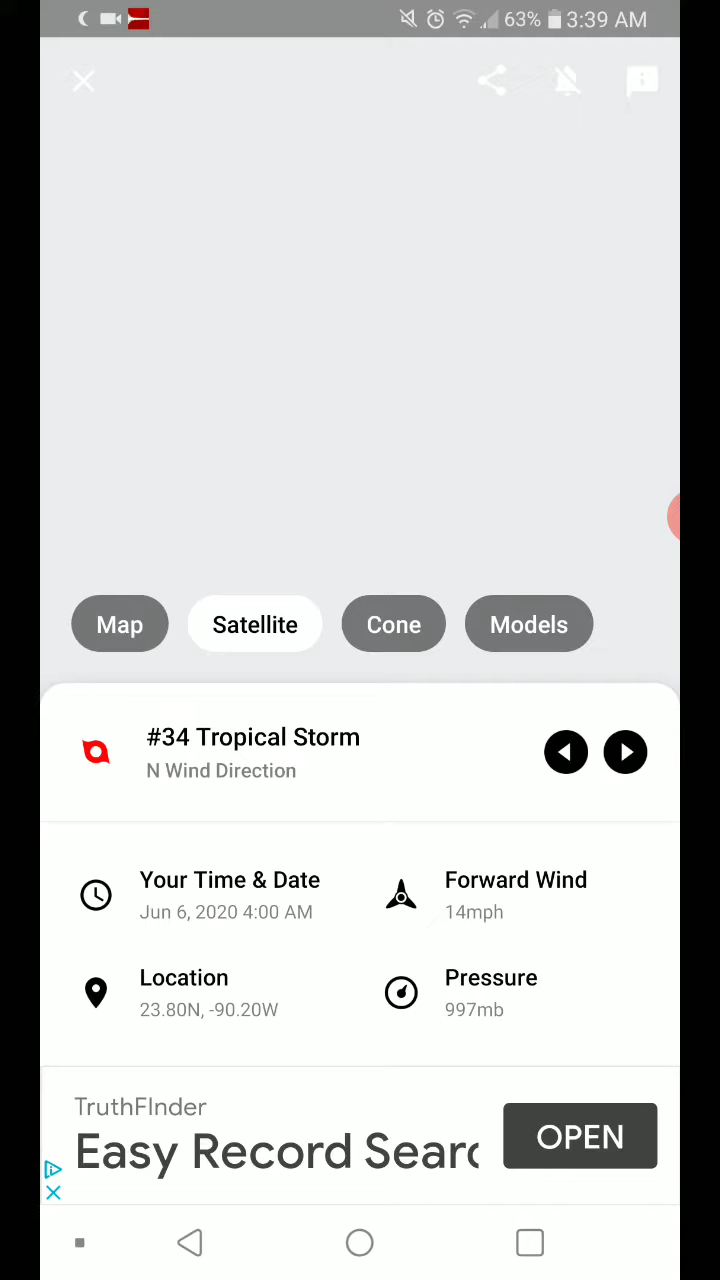 63% 3:39 AM
Map Satellite Cone Models
#34 Tropical Storm
N Wind Direction
Your Time & Date
Jun 6, 2020 4:00 AM
Forward Wind
14mph
Location
23.80N, -90.20W
Pressure
997mb
TruthFInder
Easy Record Searc
OPEN